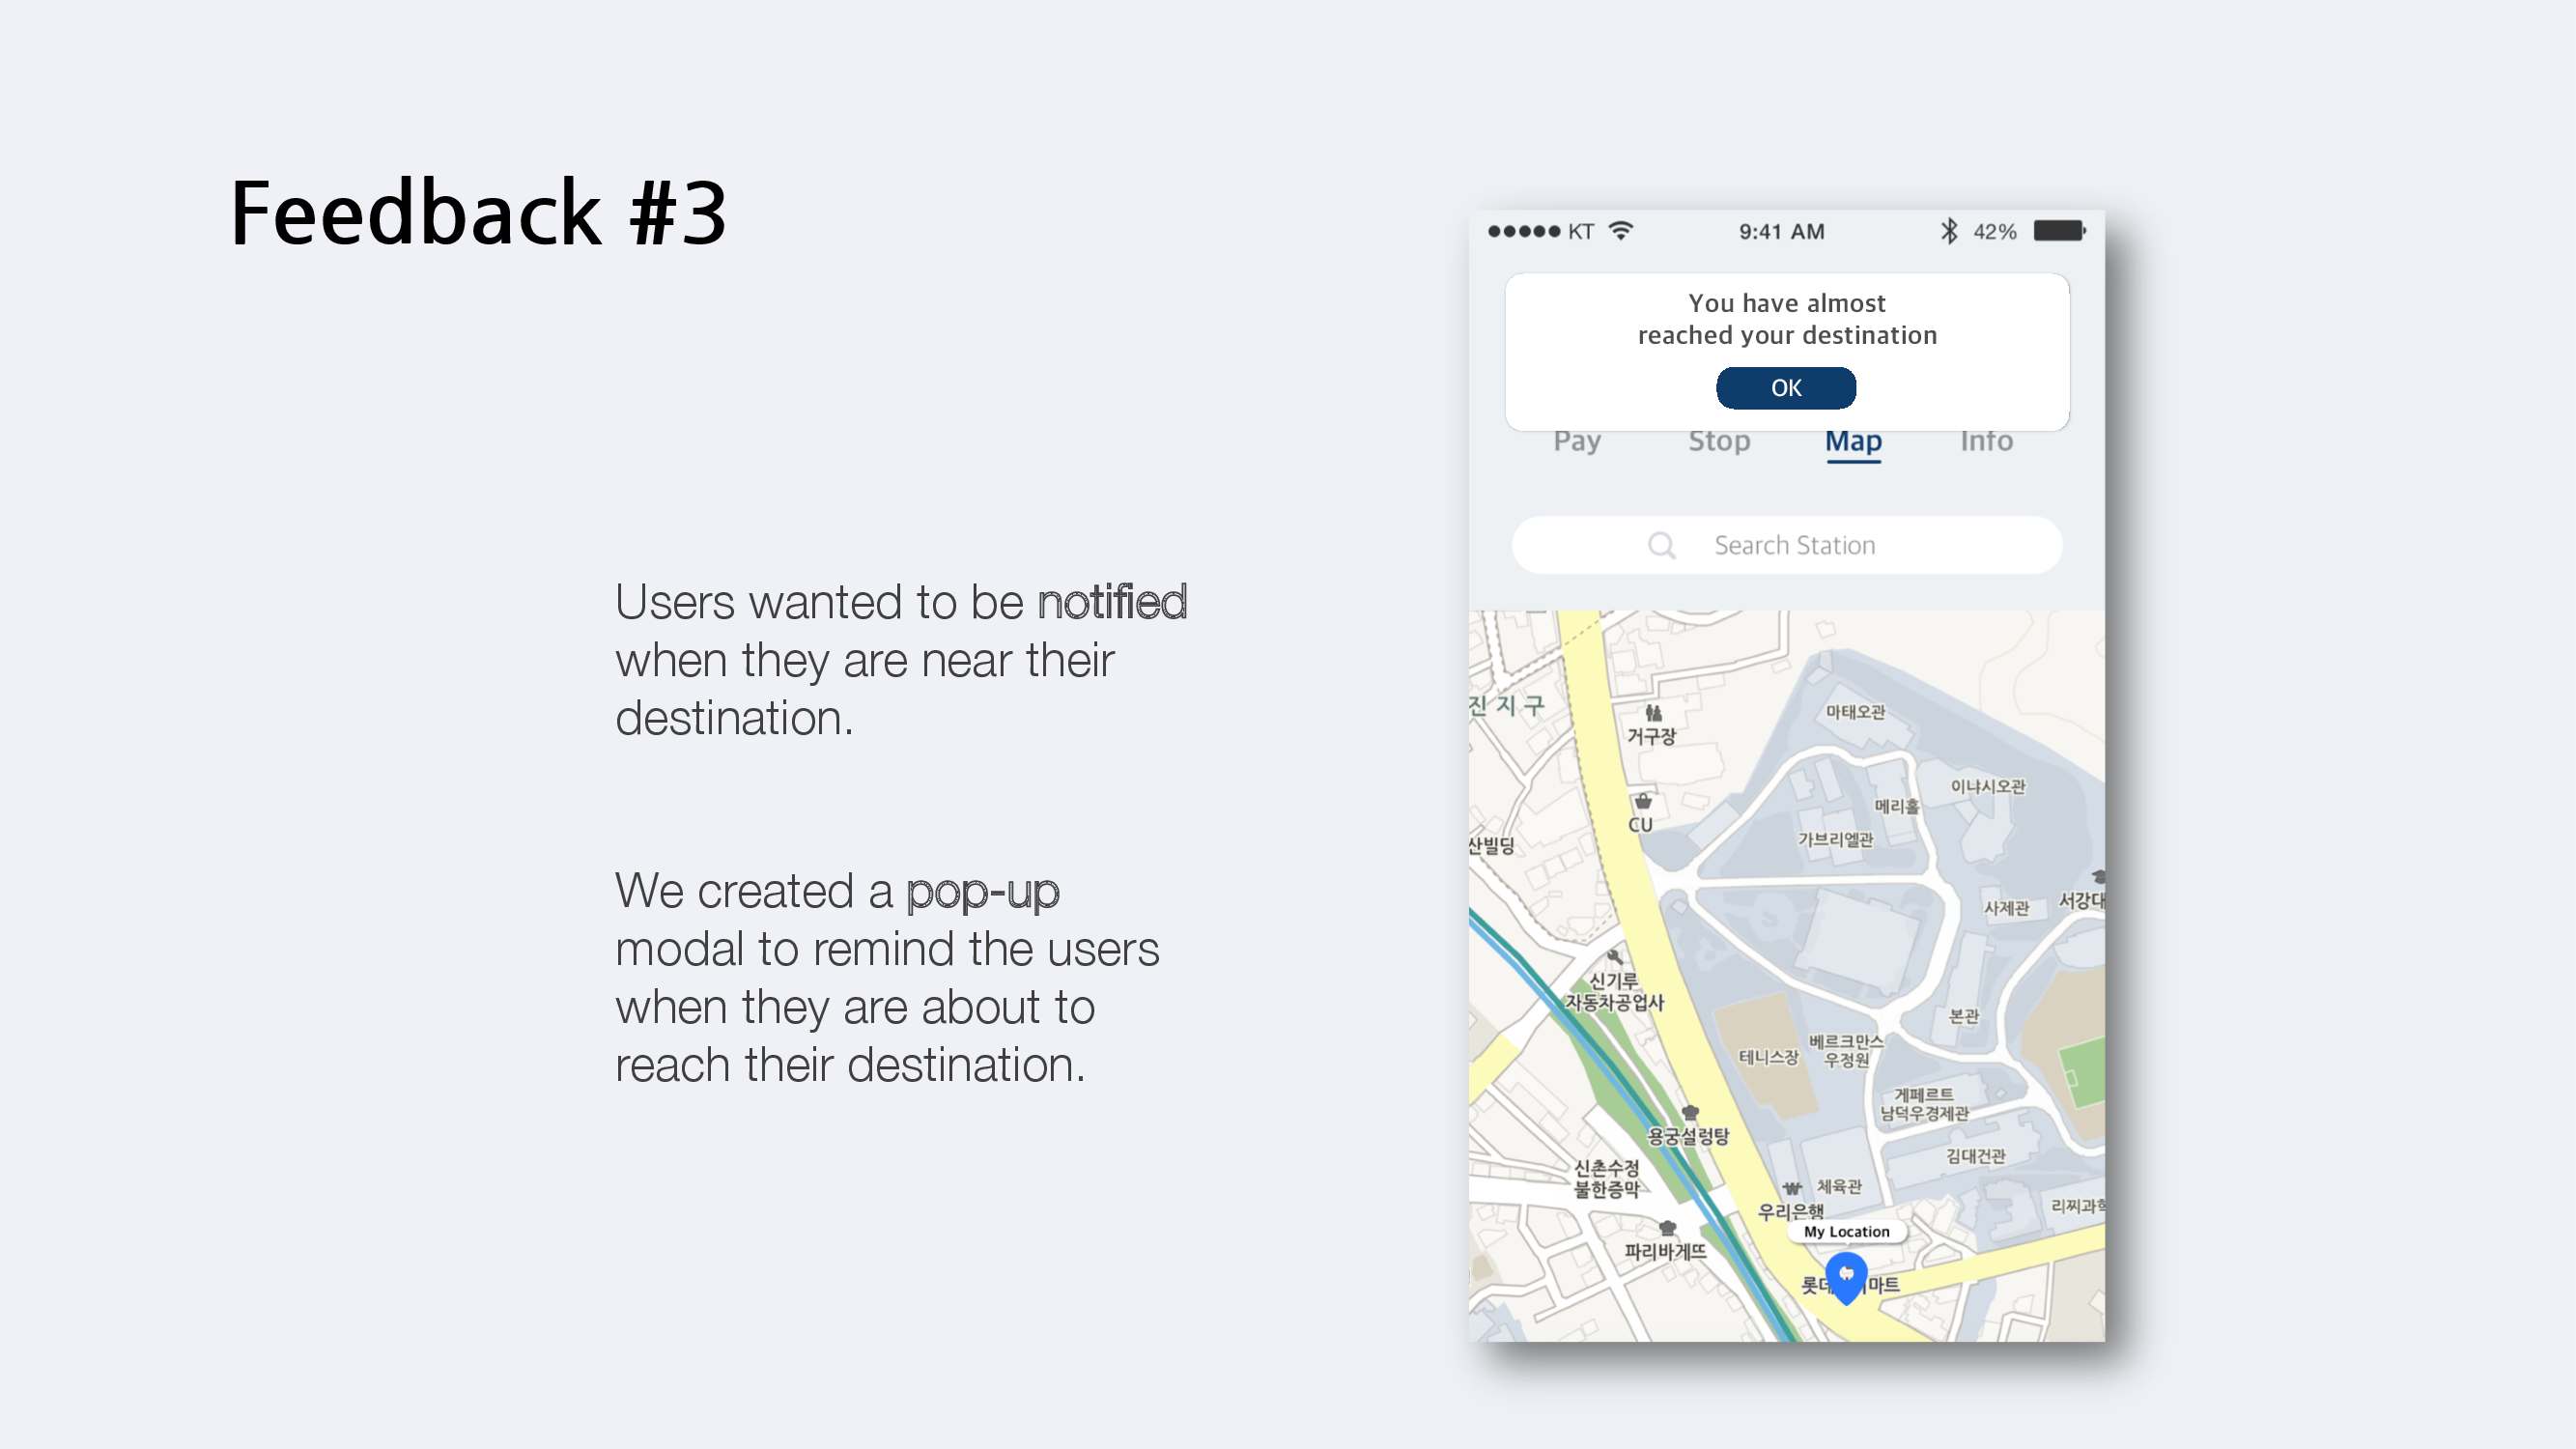 Feedback #3
Users wanted to be notified
when they are near their
destination.
We created a pop-up
modal to remind the users
when they are about to
reach their destination.
KT
9:41 AM
42%
You have almost
reached your destination
OK
Pay
Stop
Map
Info
Search Station
진 지 구
마태오관
거구장
이냐시오관
메리홀
CU
가브리엘관
산빌딩
사제관
서강대
신기루
자동차공업사
본관
베르크만스
우정원
테니스장
게페르트
남덕우경제관
용궁설렁탕
김대건관
신촌수정
불한증막
체육관
우리은행
리찌과학
My Location
파리바게뜨
마트